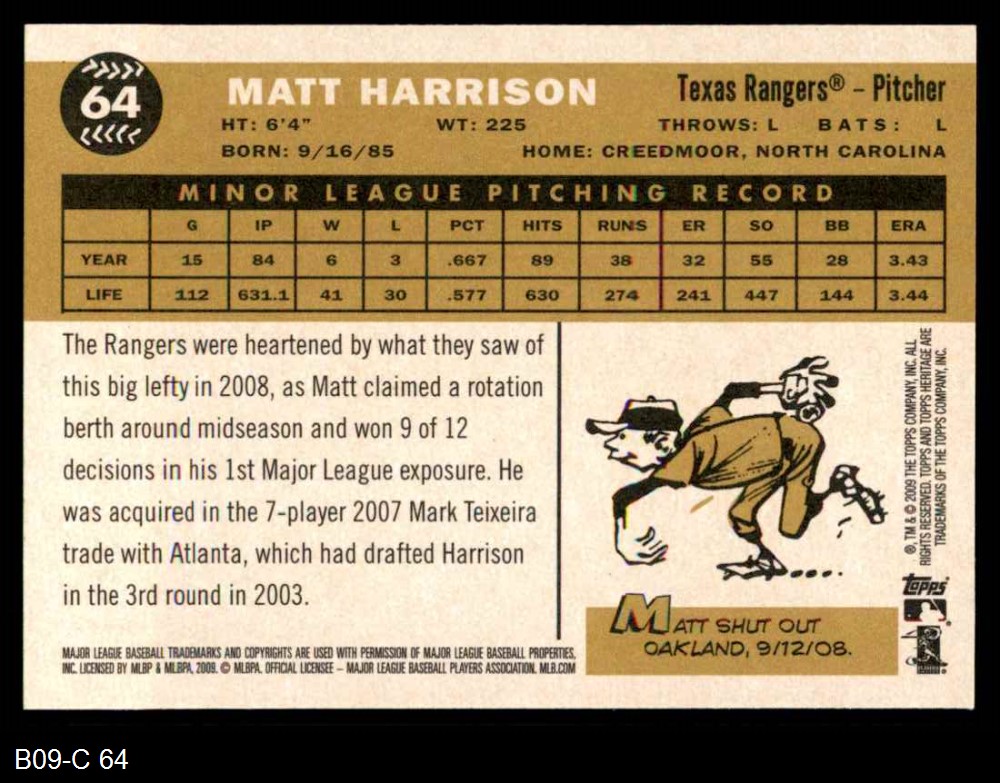 64
MATT HARRISON
Texas Rangers® – Pitcher
HT: 6'4" WT: 225 THROWS: L BATS: L
BORN: 9/16/85 HOME: CREEDMOOR, NORTH CAROLINA
MINOR LEAGUE PITCHING RECORD
G IP W L PCT HITS RUNS ER SO BB ERA
YEAR 15 84 6 3 .667 89 38 32 55 28 3.43
LIFE 112 631.1 41 30 .577 630 274 241 447 144 3.44
The Rangers were heartened by what they saw of
this big lefty in 2008, as Matt claimed a rotation
berth around midseason and won 9 of 12
decisions in his 1st Major League exposure. He
was acquired in the 7-player 2007 Mark Teixeira
trade with Atlanta, which had drafted Harrison
in the 3rd round in 2003.
MAJOR LEAGUE BASEBALL TRADEMARKS AND COPYRIGHTS ARE USED WITH PERMISSION OF MAJOR LEAGUE BASEBALL PROPERTIES,
INC. LICENSED BY MLBP & MLBPA, 2009. © MLBPA. OFFICIAL LICENSEE – MAJOR LEAGUE BASEBALL PLAYERS ASSOCIATION. MLB.COM
MATT SHUT OUT
OAKLAND, 9/12/08.
®, TM & © 2009 THE TOPPS COMPANY, INC. ALL
RIGHTS RESERVED. TOPPS AND TOPPS HERITAGE ARE
TRADEMARKS OF THE TOPPS COMPANY, INC.
topps
B09-C 64